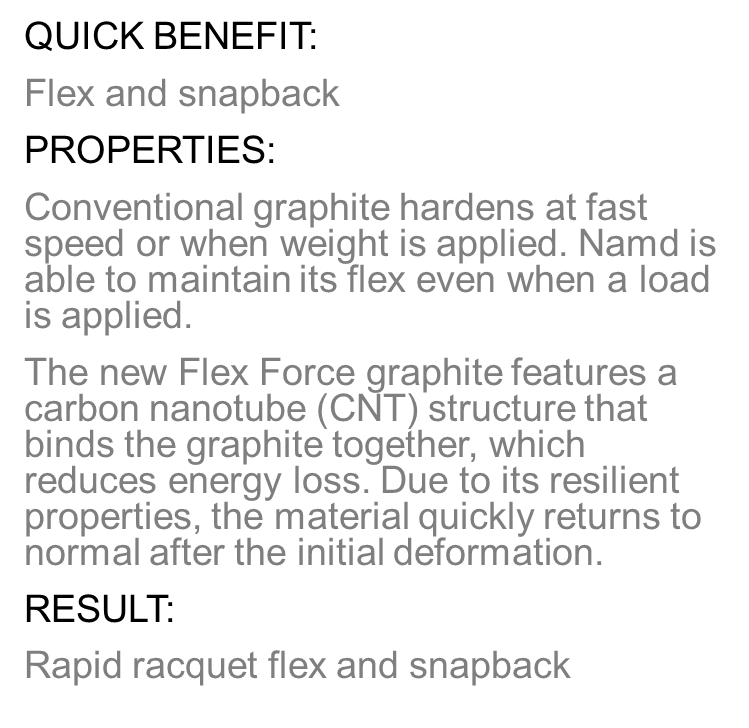 QUICK BENEFIT:
Flex and snapback
PROPERTIES:
Conventional graphite hardens at fast
speed or when weight is applied. Namd is
able to maintain its flex even when a load
is applied.
The new Flex Force graphite features a
carbon nanotube (CNT) structure that
binds the graphite together, which
reduces energy loss. Due to its resilient
properties, the material quickly returns to
normal after the initial deformation.
RESULT:
Rapid racquet flex and snapback